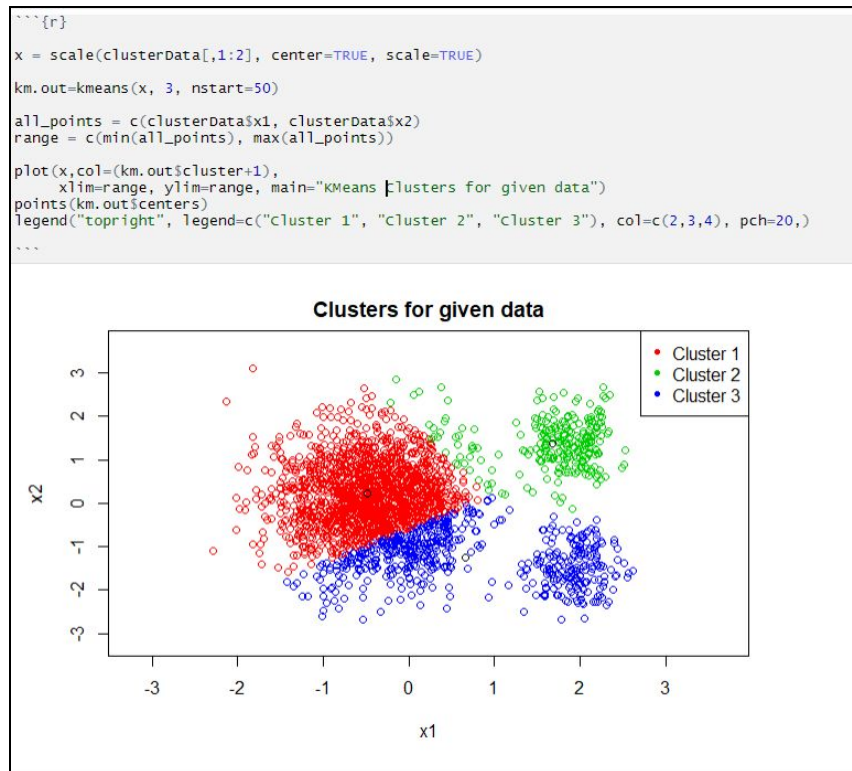 ```{r}
x = scale(clusterData[,1:2], center=TRUE, scale=TRUE)
km.out=kmeans(x, 3, nstart=50)
all_points = c(clusterData$x1, clusterData$x2)
range = c(min(all_points), max(all_points))
plot(x,col=(km.out$cluster+1),
     xlim=range, ylim=range, main="KMeans Clusters for given data")
points(km.out$centers)
legend("topright", legend=c("Cluster 1", "Cluster 2", "Cluster 3"), col=c(2,3,4), pch=20,)
```
Clusters for given data
Cluster 1
Cluster 2
Cluster 3
3
2
1
0
-1
-2
-3
x2
-3 -2 -1 0 1 2 3
x1